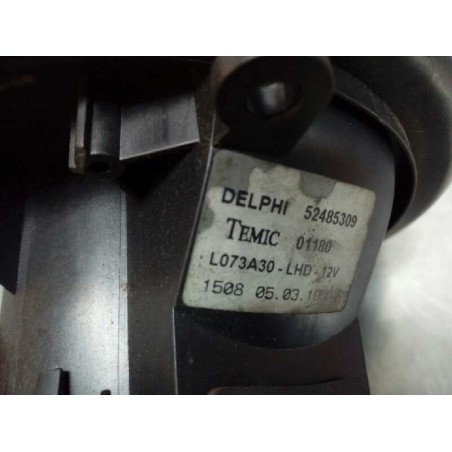 DELPHI 52485309
TEMIC 01180
L073A30 - LHD - 12V
1508 05.03.